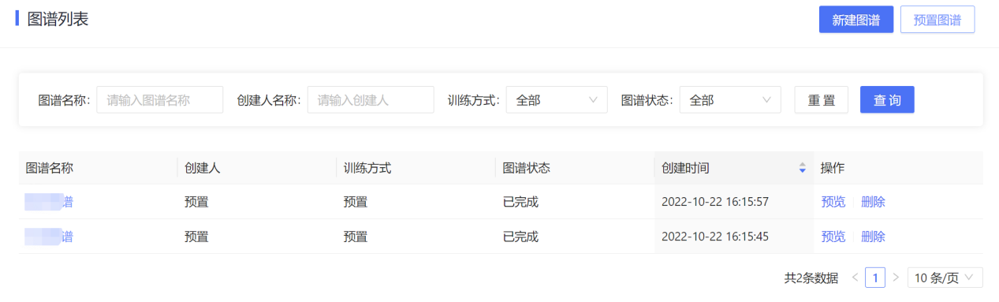 图谱列表 新建图谱 预置图谱
图谱名称: 请输入图谱名称 创建人名称: 请输入创建人 训练方式: 全部 图谱状态: 全部 重置 查询
图谱名称 创建人 训练方式 图谱状态 创建时间 操作
谱 预置 预置 已完成 2022-10-22 16:15:57 预览 删除
谱 预置 预置 已完成 2022-10-22 16:15:45 预览 删除
共2条数据 < 1 > 10 条/页